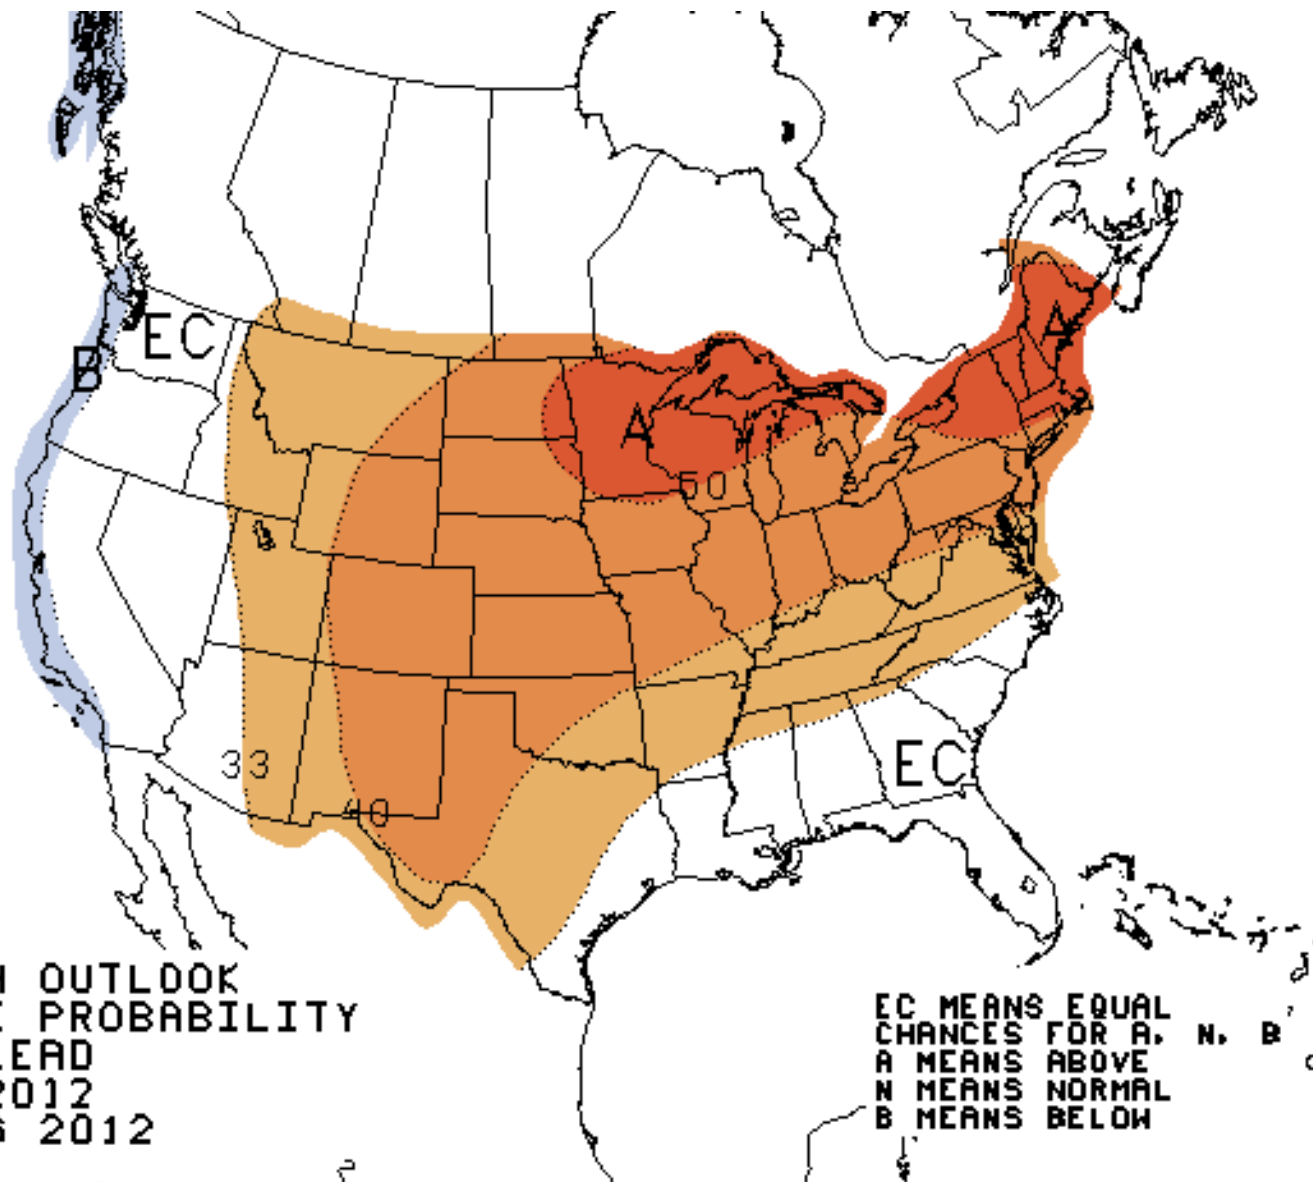 EC
B
A
A
50
EC
33
40
OUTLOOK
PROBABILITY
LEAD
2012
2012
EC MEANS EQUAL
CHANCES FOR A, N, B
A MEANS ABOVE
N MEANS NORMAL
B MEANS BELOW